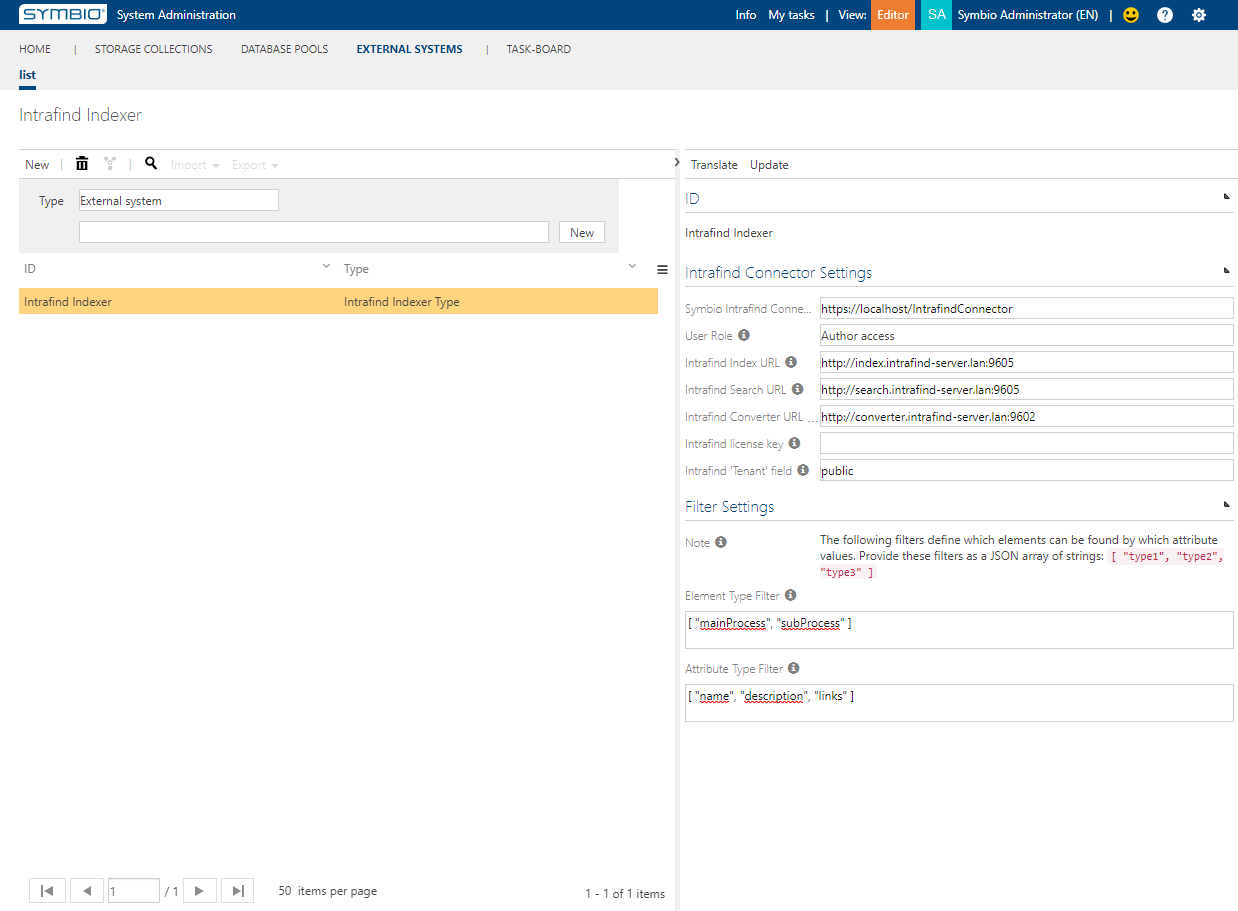 SYMBIO® System Administration Info My tasks | View: Editor SA Symbio Administrator (EN) |
HOME | STORAGE COLLECTIONS DATABASE POOLS EXTERNAL SYSTEMS | TASK-BOARD
list
Intrafind Indexer
New | | Import Export
Type External system
New
ID Type
Intrafind Indexer Intrafind Indexer Type
1 / 1 50 items per page 1 - 1 of 1 items
Translate Update
ID
Intrafind Indexer
Intrafind Connector Settings
Symbio Intrafind Conne... https://localhost/IntrafindConnector
User Role Author access
Intrafind Index URL http://index.intrafind-server.lan:9605
Intrafind Search URL http://search.intrafind-server.lan:9605
Intrafind Converter URL ... http://converter.intrafind-server.lan:9602
Intrafind license key
Intrafind 'Tenant' field public
Filter Settings
Note The following filters define which elements can be found by which attribute
values. Provide these filters as a JSON array of strings: [ "type1", "type2",
"type3" ]
Element Type Filter
[ "mainProcess", "subProcess" ]
Attribute Type Filter
[ "name", "description", "links" ]